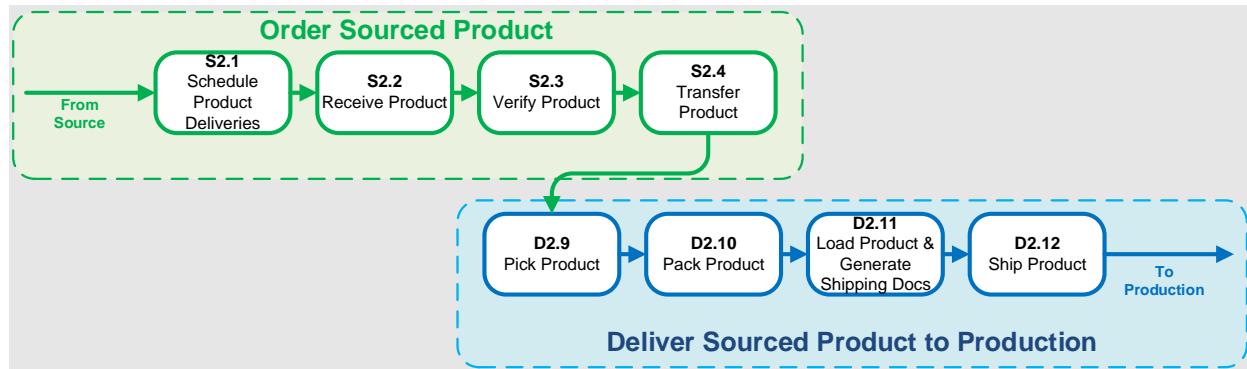 Order Sourced Product
From
Source
S2.1
Schedule
Product
Deliveries
S2.2
Receive Product
S2.3
Verify Product
S2.4
Transfer
Product
D2.9
Pick Product
D2.10
Pack Product
D2.11
Load Product &
Generate
Shipping Docs
D2.12
Ship Product
To
Production
Deliver Sourced Product to Production